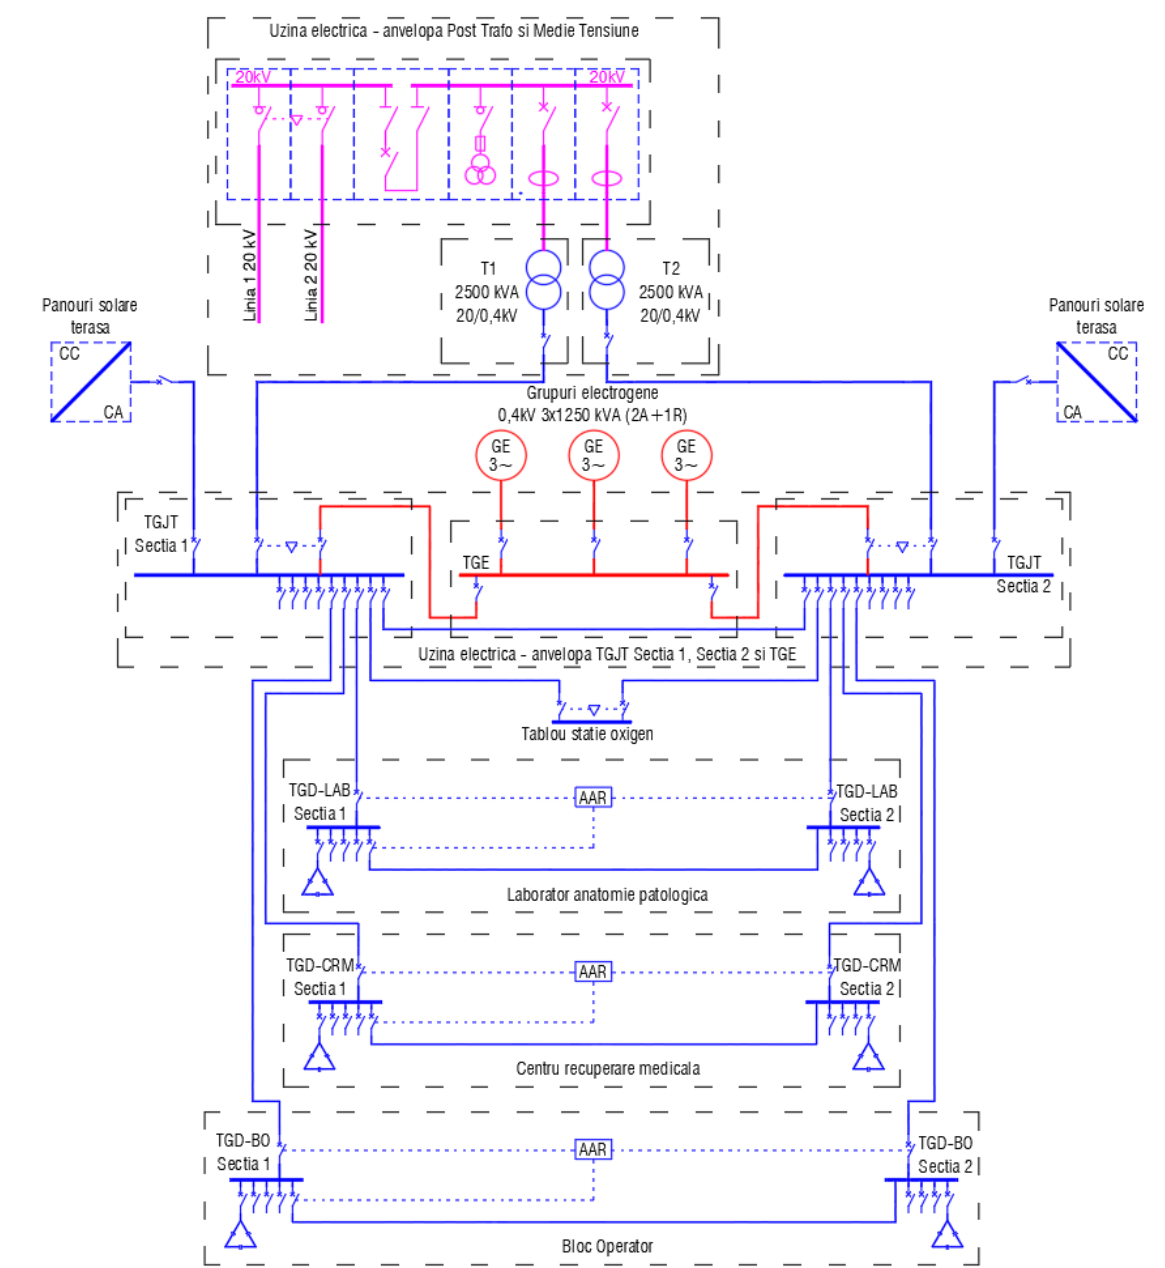 Uzina electrica - anvelopa Post Trafo si Medie Tensiune
20kV
20kV
Linia 1 20 kV
Linia 2 20 kV
T1
2500 kVA
20/0,4kV
T2
2500 kVA
20/0,4kV
Panouri solare
terasa
CC
CA
Panouri solare
terasa
CC
CA
Grupuri electrogene
0,4kV 3x1250 kVA (2A+1R)
GE
3~
GE
3~
GE
3~
TGJT
Sectia 1
TGE
TGJT
Sectia 2
Uzina electrica - anvelopa TGJT Sectia 1, Sectia 2 si TGE
Tablou statie oxigen
TGD-LAB
Sectia 1
AAR
TGD-LAB
Sectia 2
Laborator anatomie patologica
TGD-CRM
Sectia 1
AAR
TGD-CRM
Sectia 2
Centru recuperare medicala
TGD-BO
Sectia 1
AAR
TGD-BO
Sectia 2
Bloc Operator